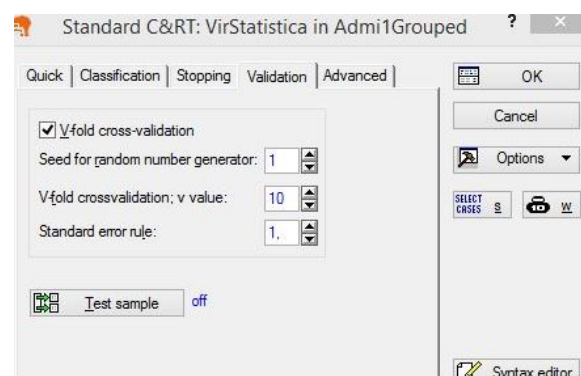 Standard C&RT: VirStatistica in Admi1Grouped ? ×
Quick Classification Stopping Validation Advanced
V-fold cross-validation
Seed for random number generator: 1
V-fold crossvalidation; v value: 10
Standard error rule: 1,
Test sample off
OK
Cancel
Options
SELECT CASES S W
Syntax editor